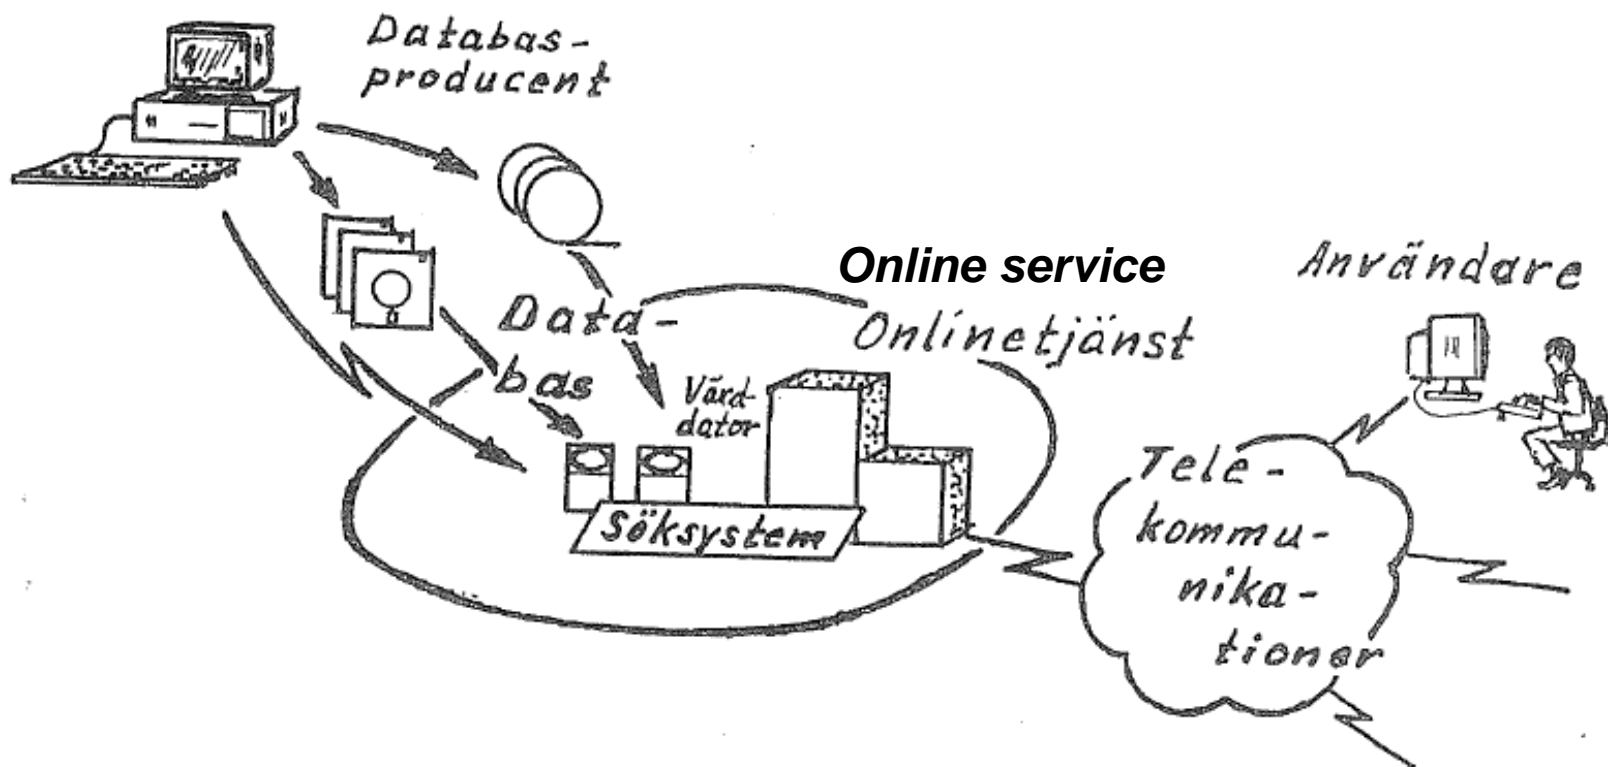 Databas-
producent
Online service
Onlinetjänst
Användare
Data-
bas
Värd-
dator
Söksystem
Tele-
kommu-
nika-
tioner